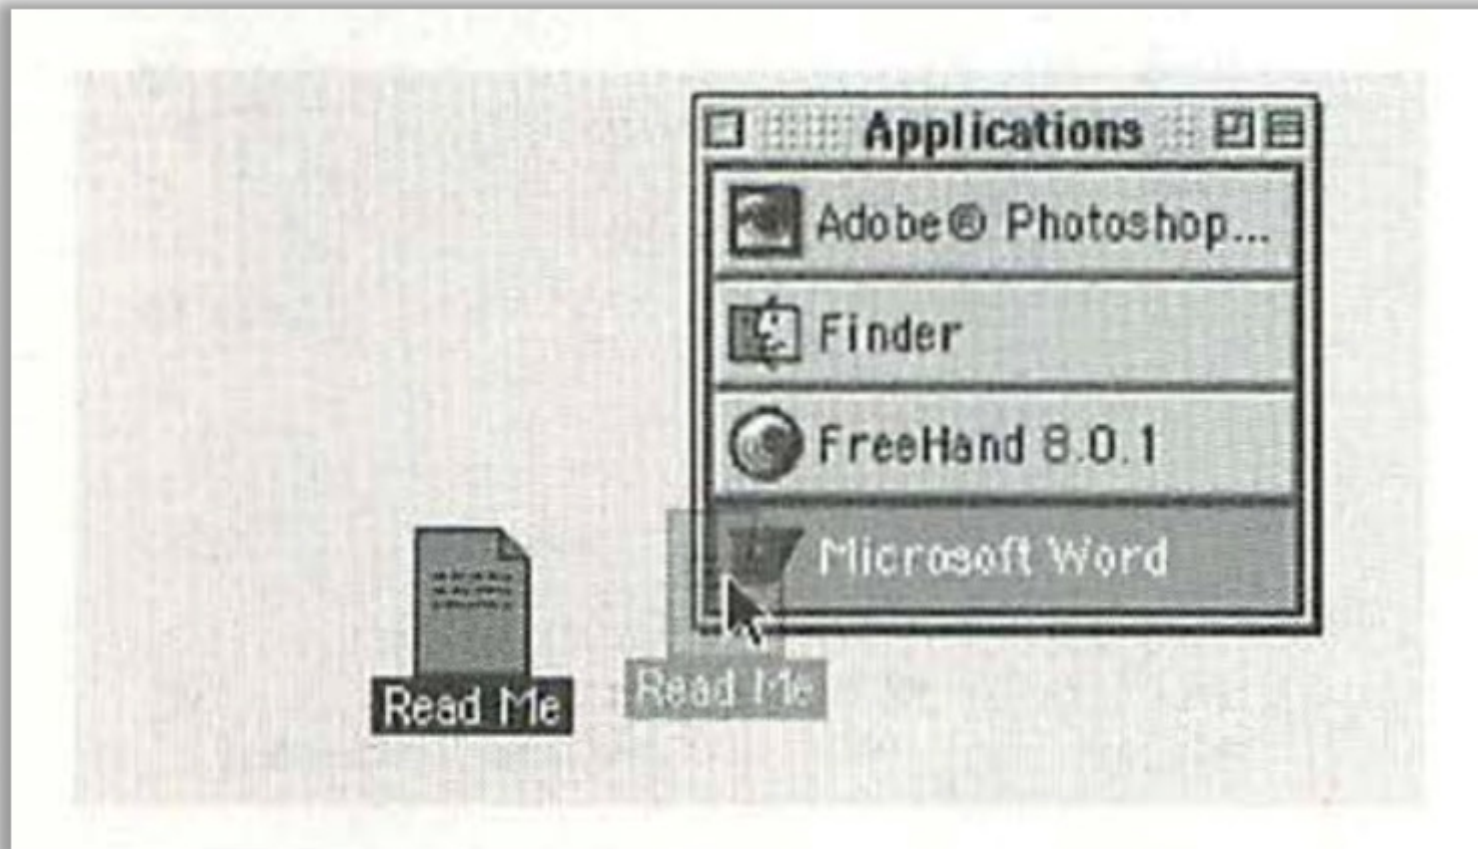 Applications
Adobe® Photoshop...
Finder
FreeHand 8.0.1
Microsoft Word
Read Me
Read Me